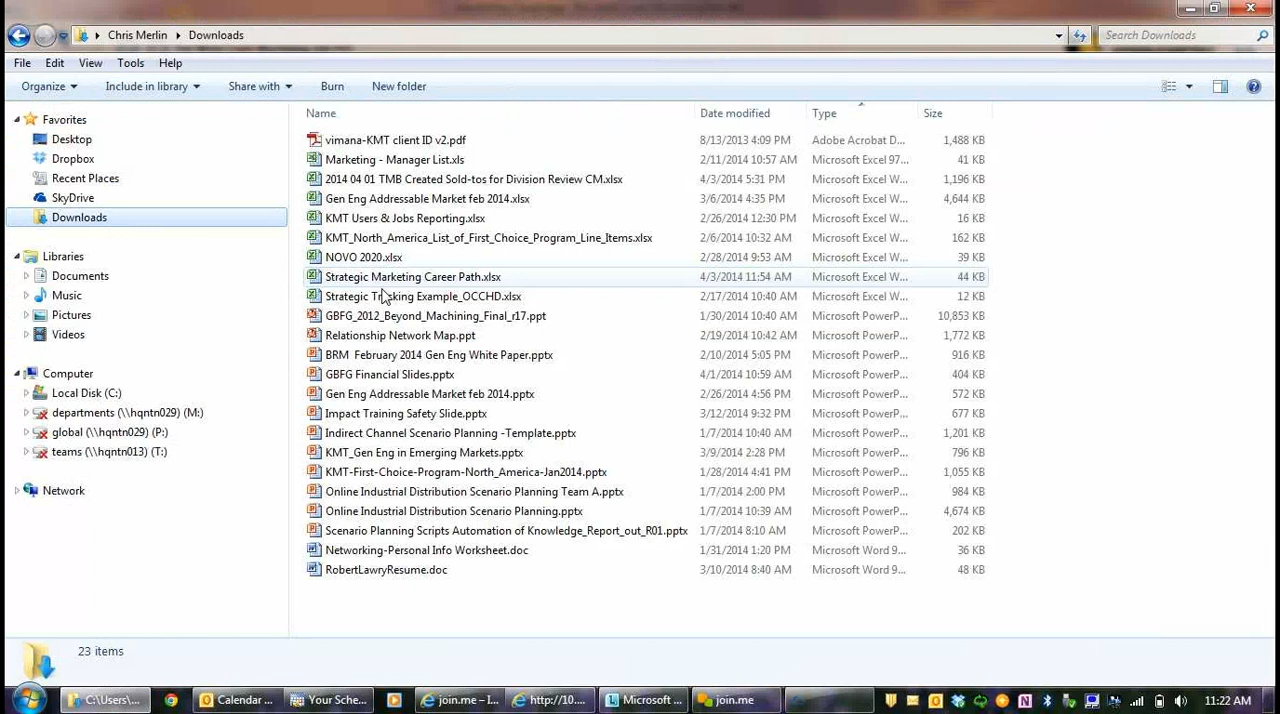 Chris Merlin ▸ Downloads
Search Downloads
File Edit View Tools Help
Organize Include in library Share with Burn New folder
Name Date modified Type Size
Favorites
Desktop
Dropbox
Recent Places
SkyDrive
Downloads
Libraries
Documents
Music
Pictures
Videos
Computer
Local Disk (C:)
departments (\\hqntn029) (M:)
global (\\hqntn029) (P:)
teams (\\hqntn013) (T:)
Network
vimana-KMT client ID v2.pdf 8/13/2013 4:09 PM Adobe Acrobat D... 1,488 KB
Marketing - Manager List.xls 2/11/2014 10:57 AM Microsoft Excel 97... 41 KB
2014 04 01 TMB Created Sold-tos for Division Review CM.xlsx 4/3/2014 5:31 PM Microsoft Excel W... 1,196 KB
Gen Eng Addressable Market feb 2014.xlsx 3/6/2014 4:35 PM Microsoft Excel W... 4,644 KB
KMT Users & Jobs Reporting.xlsx 2/26/2014 12:30 PM Microsoft Excel W... 16 KB
KMT_North_America_List_of_First_Choice_Program_Line_Items.xlsx 2/6/2014 10:32 AM Microsoft Excel W... 162 KB
NOVO 2020.xlsx 2/28/2014 9:53 AM Microsoft Excel W... 39 KB
Strategic Marketing Career Path.xlsx 4/3/2014 11:54 AM Microsoft Excel W... 44 KB
Strategic Tracking Example_OCCHD.xlsx 2/17/2014 10:40 AM Microsoft Excel W... 12 KB
GBFG_2012_Beyond_Machining_Final_r17.ppt 1/30/2014 10:40 AM Microsoft PowerP... 10,853 KB
Relationship Network Map.ppt 2/19/2014 10:42 AM Microsoft PowerP... 1,772 KB
BRM February 2014 Gen Eng White Paper.pptx 2/10/2014 5:05 PM Microsoft PowerP... 916 KB
GBFG Financial Slides.pptx 4/1/2014 10:59 AM Microsoft PowerP... 404 KB
Gen Eng Addressable Market feb 2014.pptx 2/26/2014 4:56 PM Microsoft PowerP... 572 KB
Impact Training Safety Slide.pptx 3/12/2014 9:32 PM Microsoft PowerP... 677 KB
Indirect Channel Scenario Planning -Template.pptx 1/7/2014 10:40 AM Microsoft PowerP... 1,201 KB
KMT_Gen Eng in Emerging Markets.pptx 3/9/2014 2:28 PM Microsoft PowerP... 796 KB
KMT-First-Choice-Program-North_America-Jan2014.pptx 1/28/2014 4:41 PM Microsoft PowerP... 1,055 KB
Online Industrial Distribution Scenario Planning Team A.pptx 1/7/2014 2:00 PM Microsoft PowerP... 984 KB
Online Industrial Distribution Scenario Planning.pptx 1/7/2014 10:39 AM Microsoft PowerP... 4,674 KB
Scenario Planning Scripts Automation of Knowledge_Report_out_R01.pptx 1/7/2014 8:10 AM Microsoft PowerP... 202 KB
Networking-Personal Info Worksheet.doc 1/31/2014 1:20 PM Microsoft Word 9... 36 KB
RobertLawryResume.doc 3/10/2014 8:40 AM Microsoft Word 9... 48 KB
23 items
C:\Users\... Calendar ... Your Sche... join.me – I... http://10.... Microsoft ... join.me 11:22 AM